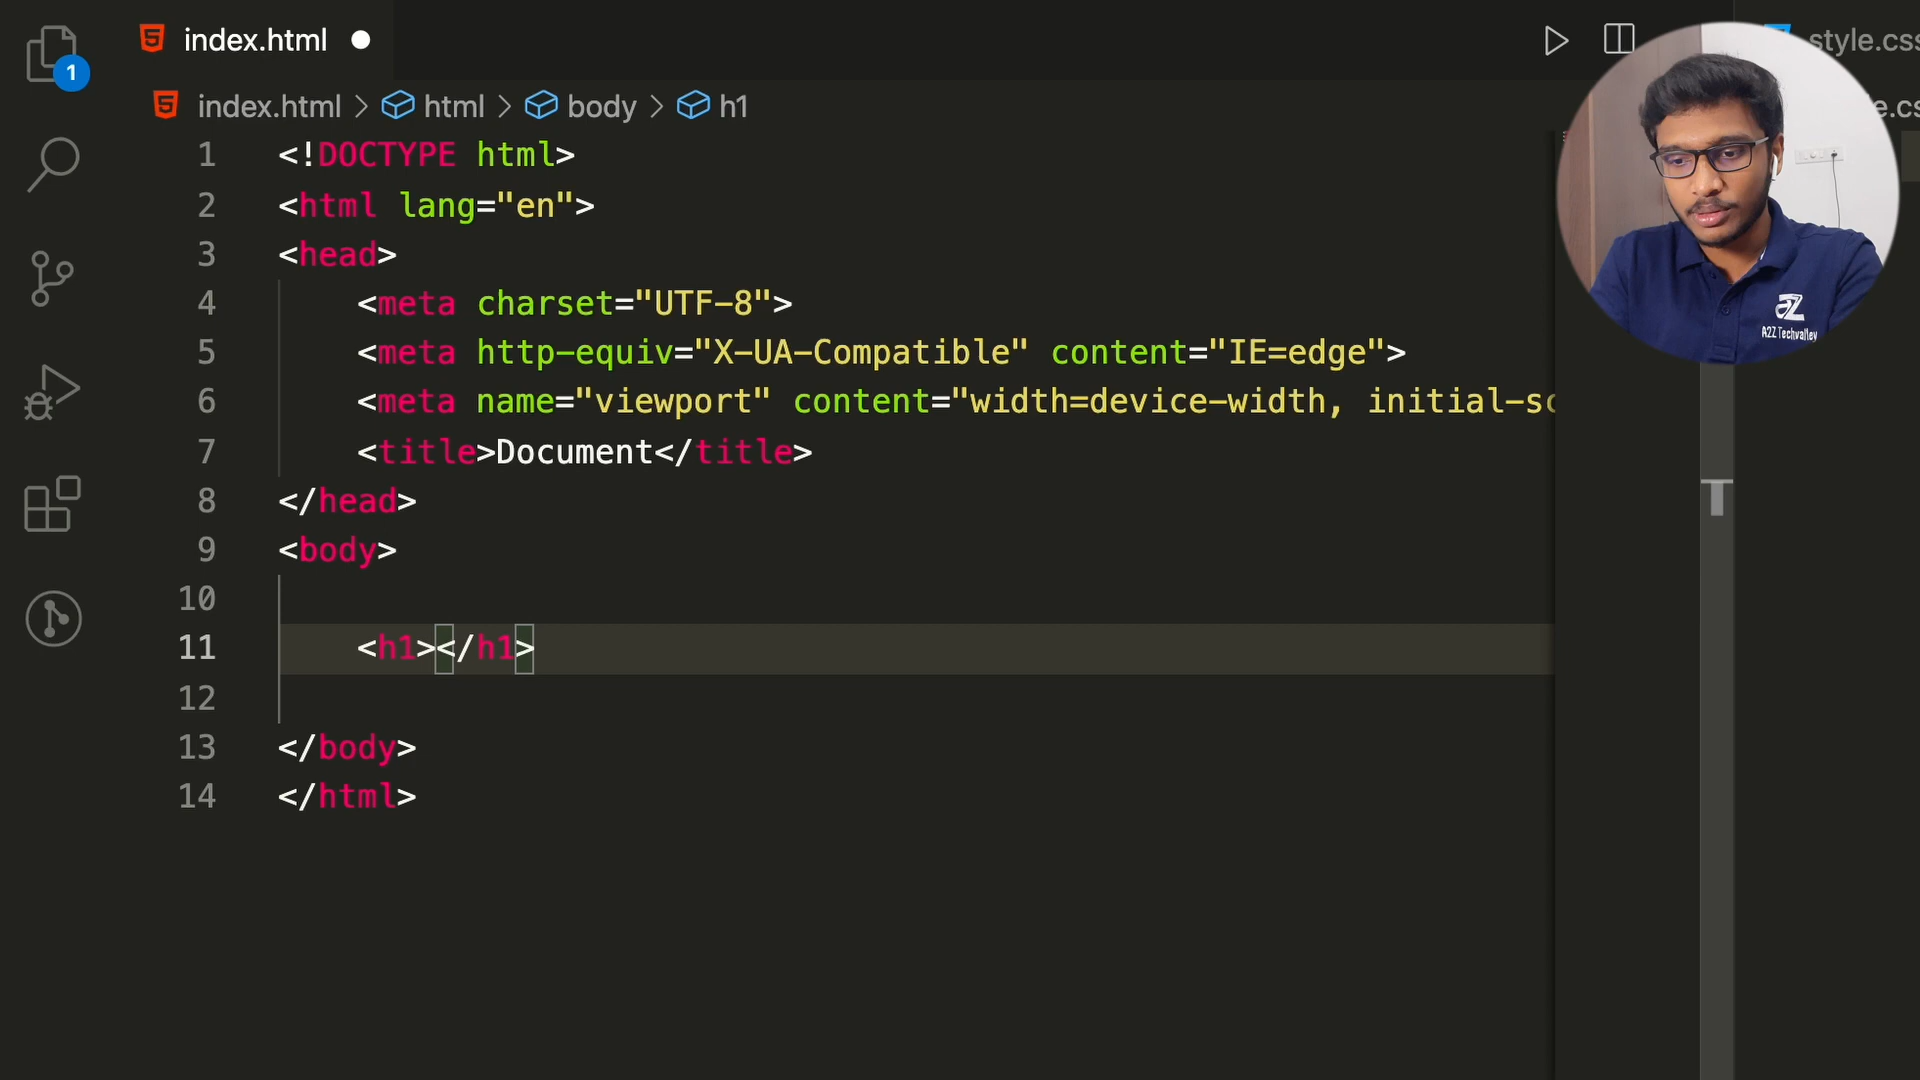 index.html
style.css
1
index.html > html > body > h1
e.cs
1 <!DOCTYPE html>
2 <html lang="en">
3 <head>
4 <meta charset="UTF-8">
5 <meta http-equiv="X-UA-Compatible" content="IE=edge">
6 <meta name="viewport" content="width=device-width, initial-sc
7 <title>Document</title>
8 </head>
9 <body>
10
11 <h1></h1>
12
13 </body>
14 </html>
aZ
A2Z Techvalley